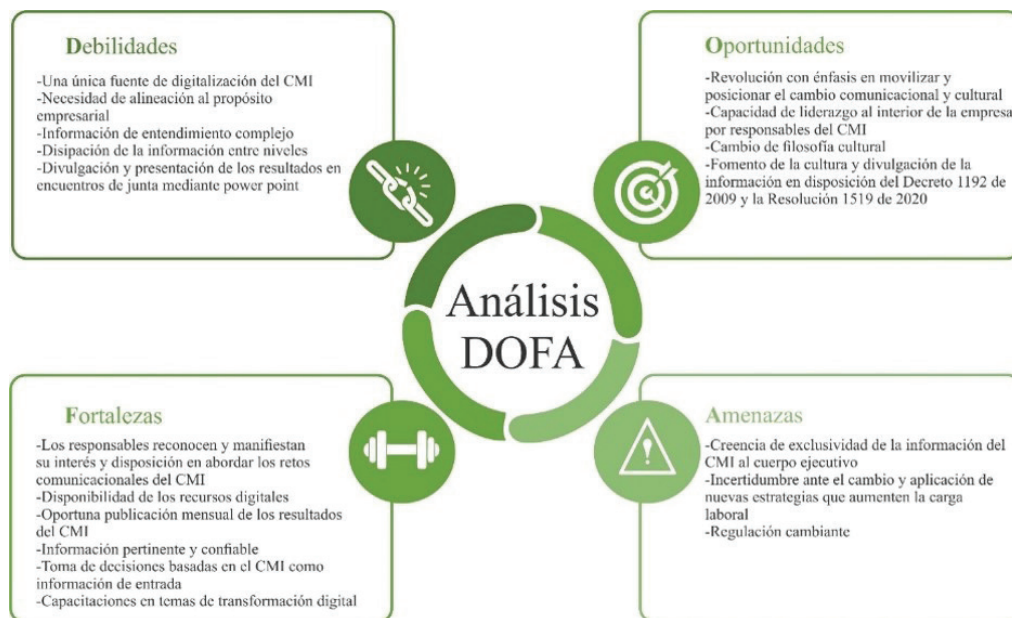 Debilidades
-Una única fuente de digitalización del CMI
-Necesidad de alineación al propósito
empresarial
-Información de entendimiento complejo
-Disipación de la información entre niveles
-Divulgación y presentación de los resultados en
encuentros de junta mediante power point
Oportunidades
-Revolución con énfasis en movilizar y
posicionar el cambio comunicacional y cultural
-Capacidad de liderazgo al interior de la empresa
por responsables del CMI
-Cambio de filosofía cultural
-Fomento de la cultura y divulgación de la
información en disposición del Decreto 1192 de
2009 y la Resolución 1519 de 2020
Análisis
DOFA
Fortalezas
-Los responsables reconocen y manifiestan
su interés y disposición en abordar los retos
comunicacionales del CMI
-Disponibilidad de los recursos digitales
-Oportuna publicación mensual de los resultados
del CMI
-Información pertinente y confiable
-Toma de decisiones basadas en el CMI como
información de entrada
-Capacitaciones en temas de transformación digital
Amenazas
-Creencia de exclusividad de la información del
CMI al cuerpo ejecutivo
-Incertidumbre ante el cambio y aplicación de
nuevas estrategias que aumenten la carga
laboral
-Regulación cambiante